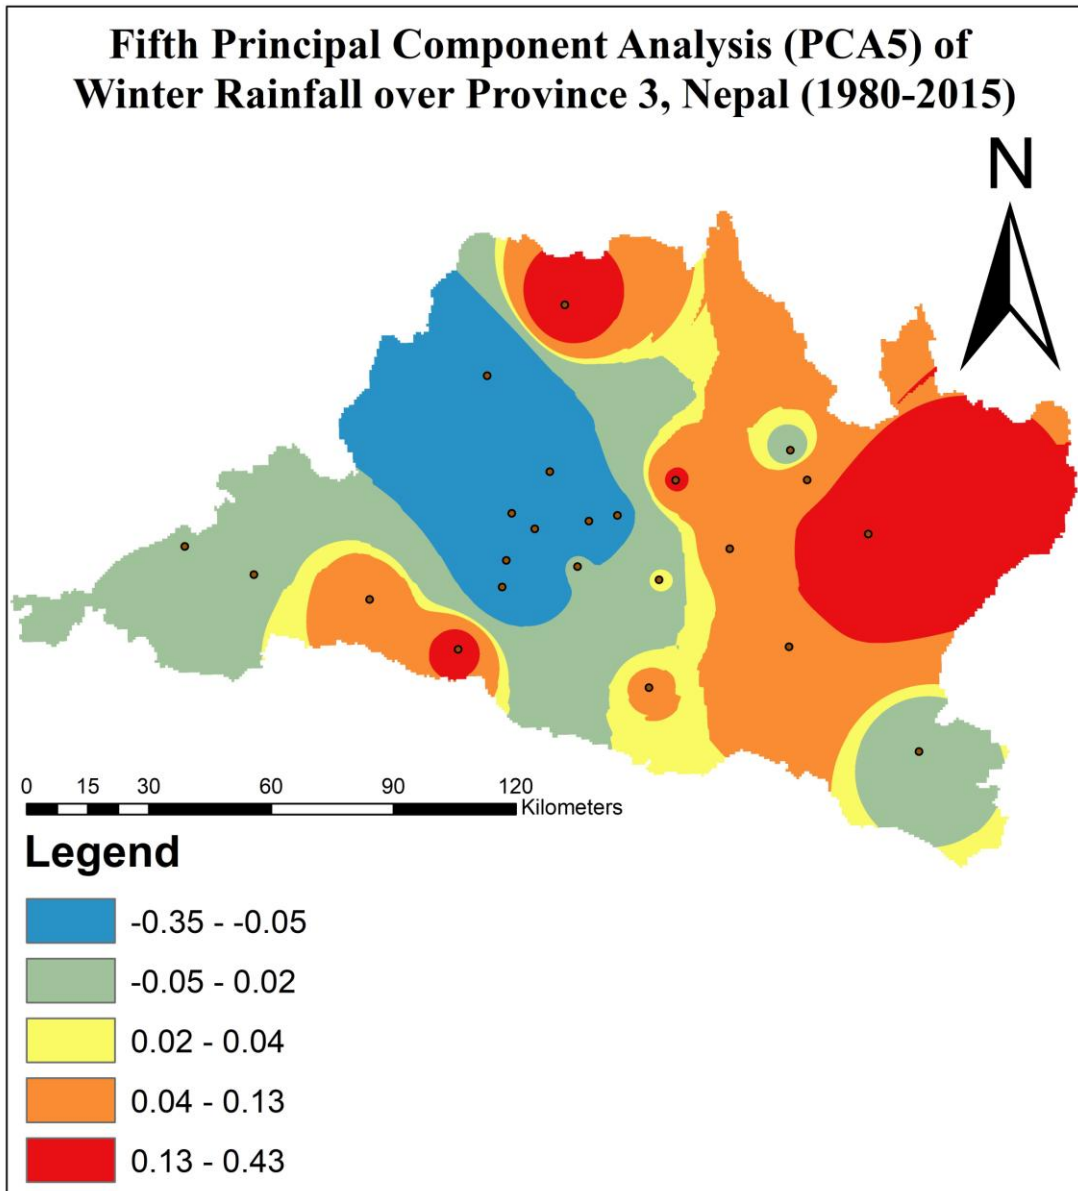 Fifth Principal Component Analysis (PCA5) of
Winter Rainfall over Province 3, Nepal (1980-2015)
N
0 15 30 60 90 120
Kilometers
Legend
-0.35 - -0.05
-0.05 - 0.02
0.02 - 0.04
0.04 - 0.13
0.13 - 0.43